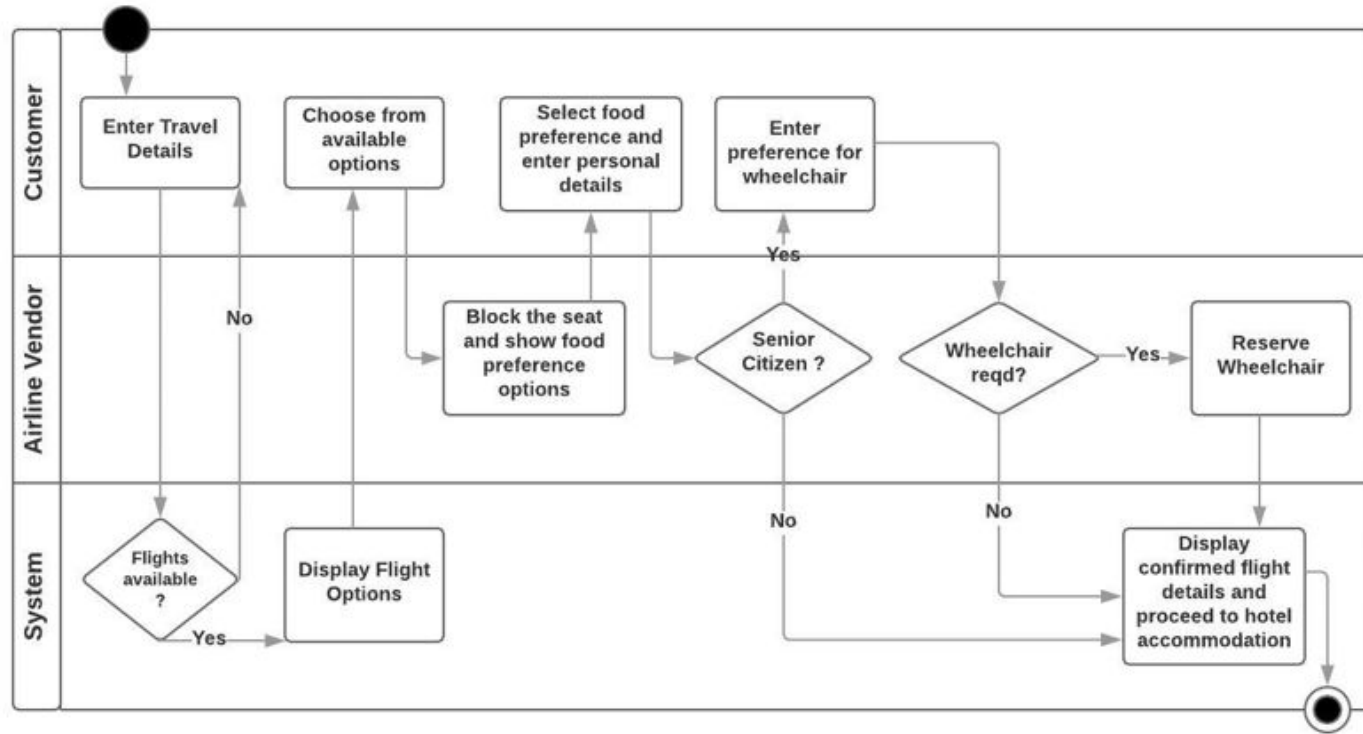 Customer
Enter Travel
Details
Choose from
available
options
Select food
preference and
enter personal
details
Enter
preference for
wheelchair
Yes
Airline Vendor
No
Block the seat
and show food
preference
options
Senior
Citizen ?
Wheelchair
reqd?
Yes
Reserve
Wheelchair
System
Flights
available
?
Yes
Display Flight
Options
No
No
Display
confirmed flight
details and
proceed to hotel
accommodation